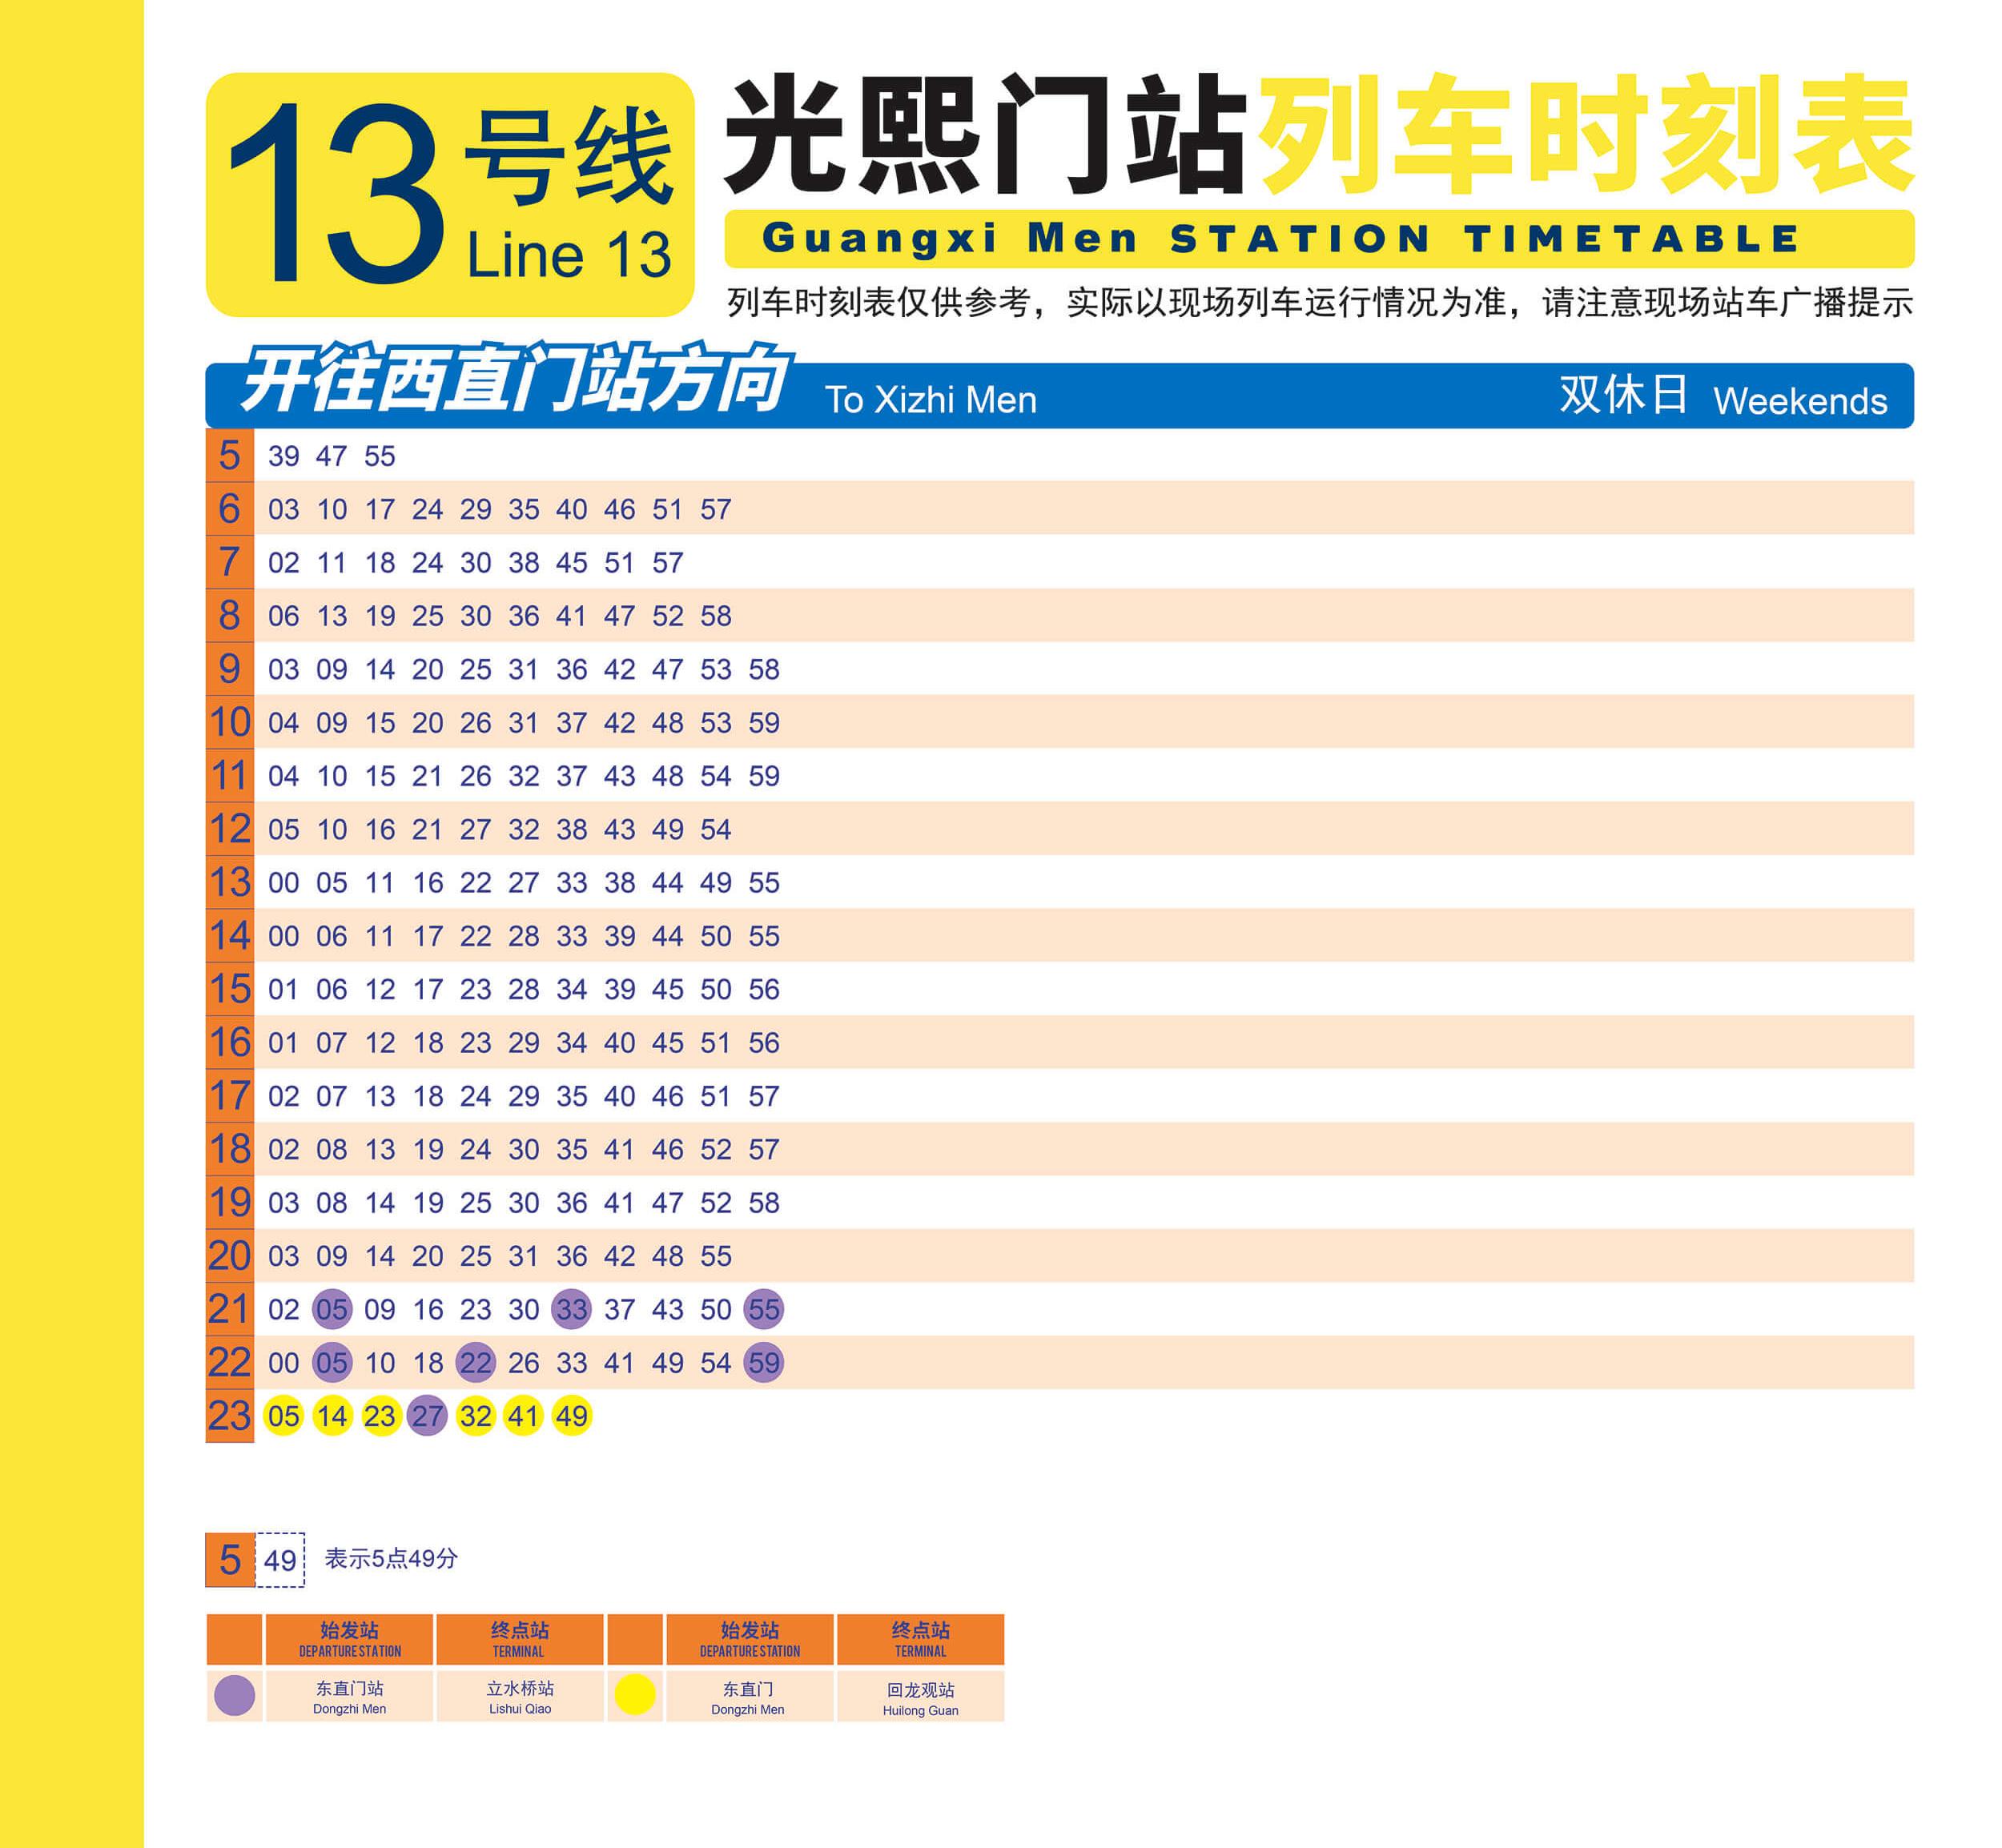 13号线
Line 13
光熙门站列车时刻表
Guangxi Men STATION TIMETABLE
列车时刻表仅供参考，实际以现场列车运行情况为准，请注意现场站车广播提示
开往西直门站方向 To Xizhi Men 双休日 Weekends
5 39 47 55
6 03 10 17 24 29 35 40 46 51 57
7 02 11 18 24 30 38 45 51 57
8 06 13 19 25 30 36 41 47 52 58
9 03 09 14 20 25 31 36 42 47 53 58
10 04 09 15 20 26 31 37 42 48 53 59
11 04 10 15 21 26 32 37 43 48 54 59
12 05 10 16 21 27 32 38 43 49 54
13 00 05 11 16 22 27 33 38 44 49 55
14 00 06 11 17 22 28 33 39 44 50 55
15 01 06 12 17 23 28 34 39 45 50 56
16 01 07 12 18 23 29 34 40 45 51 56
17 02 07 13 18 24 29 35 40 46 51 57
18 02 08 13 19 24 30 35 41 46 52 57
19 03 08 14 19 25 30 36 41 47 52 58
20 03 09 14 20 25 31 36 42 48 55
21 02 05 09 16 23 30 33 37 43 50 55
22 00 05 10 18 22 26 33 41 49 54 59
23 05 14 23 27 32 41 49
5 49 表示5点49分
始发站 终点站 始发站 终点站
DEPARTURE STATION TERMINAL DEPARTURE STATION TERMINAL
东直门站 立水桥站 东直门 回龙观站
Dongzhi Men Lishui Qiao Dongzhi Men Huilong Guan